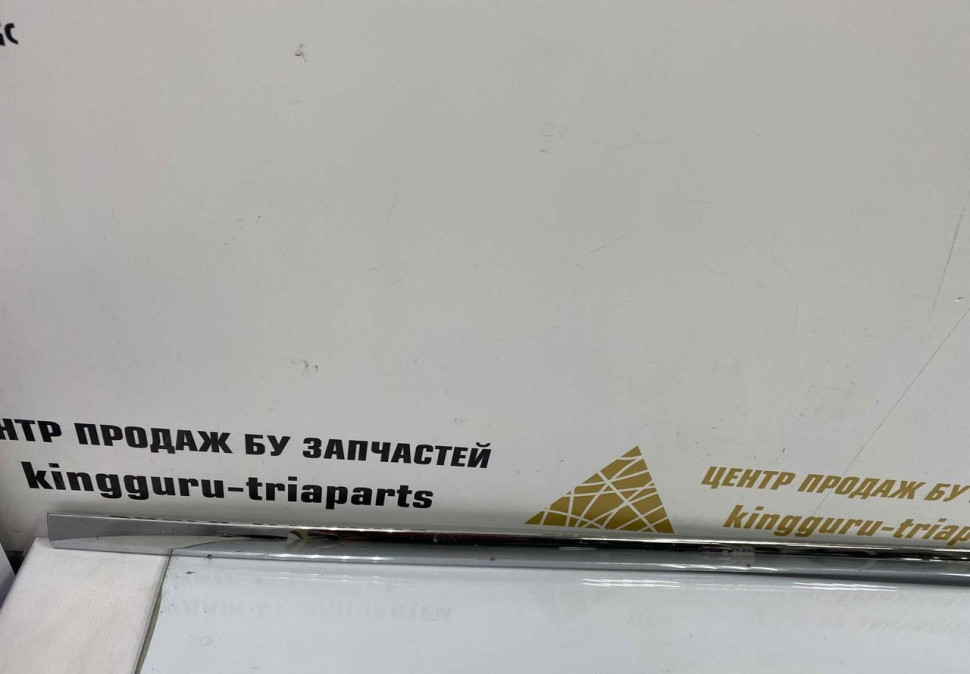 НТР ПРОДАЖ БУ ЗАПЧАСТЕЙ
kingguru-triaparts
ЦЕНТР ПРОДАЖ БУ
kingguru-triap